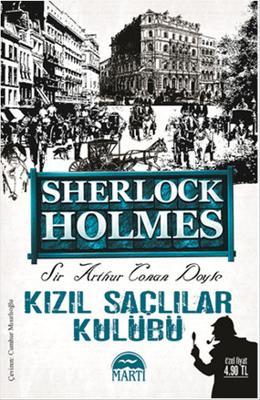 SHERLOCK
HOLMES
Sir Arthur Conan Doyle
KIZIL SAÇLILAR
KULÜBÜ
MARTI
özel fiyat
4.90 TL
Çeviren: Cumhur Mısırlıoğlu